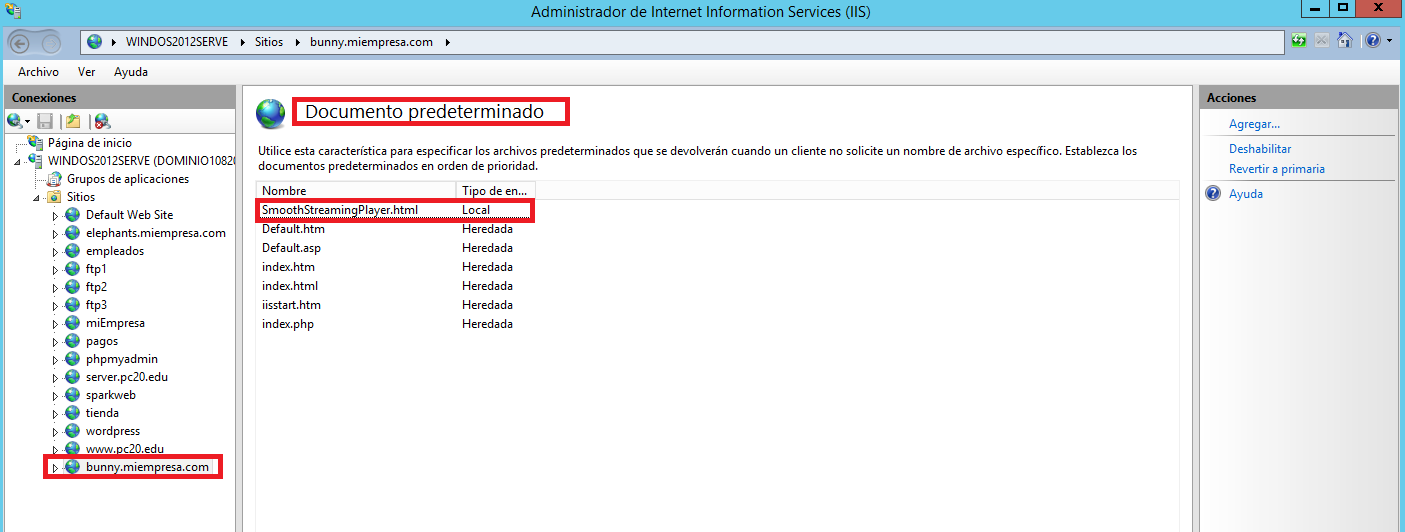 Administrador de Internet Information Services (IIS)
WINDOS2012SERVE Sitios bunny.miempresa.com
Archivo Ver Ayuda
Conexiones
Página de inicio
WINDOS2012SERVE (DOMINIO1082
Grupos de aplicaciones
Sitios
Default Web Site
elephants.miempresa.com
empleados
ftp1
ftp2
ftp3
miEmpresa
pagos
phpmyadmin
server.pc20.edu
sparkweb
tienda
wordpress
www.pc20.edu
bunny.miempresa.com
Documento predeterminado
Utilice esta característica para especificar los archivos predeterminados que se devolverán cuando un cliente no solicite un nombre de archivo específico. Establezca los
documentos predeterminados en orden de prioridad.
Nombre Tipo de en...
SmoothStreamingPlayer.html Local
Default.htm Heredada
Default.asp Heredada
index.htm Heredada
index.html Heredada
iisstart.htm Heredada
index.php Heredada
Acciones
Agregar...
Deshabilitar
Revertir a primaria
Ayuda